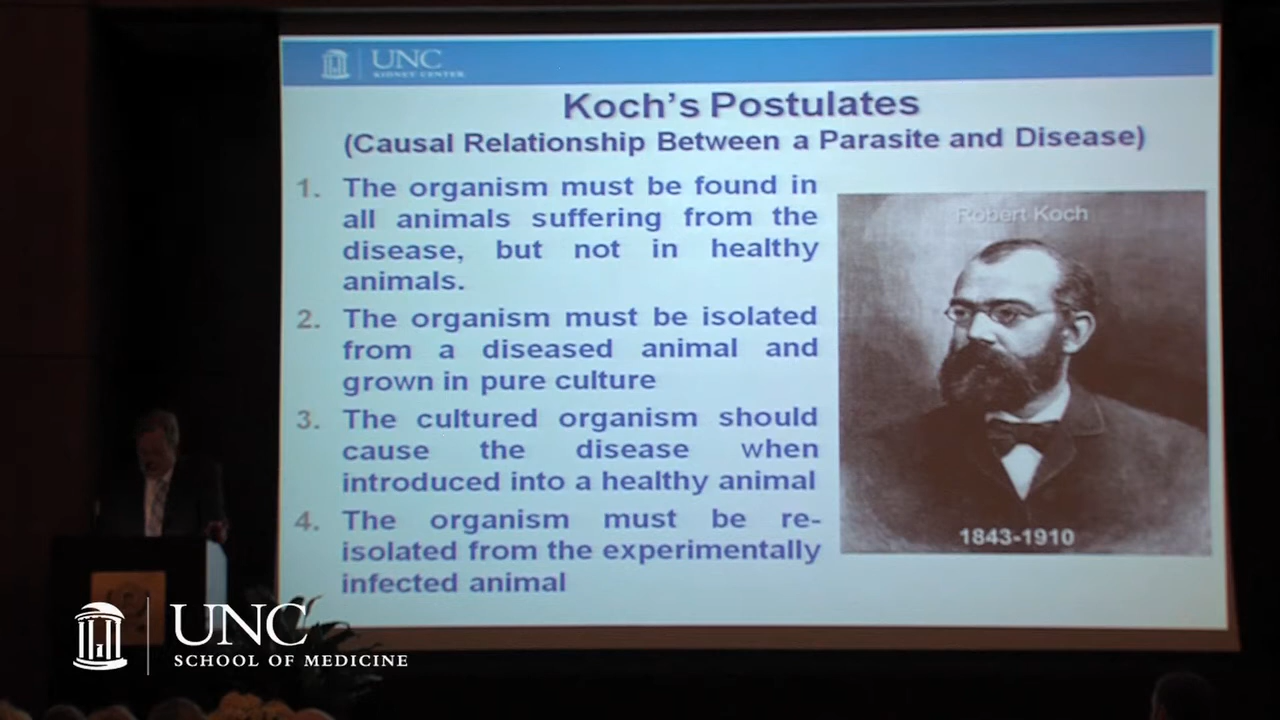 UNC
KIDNEY CENTER
Koch's Postulates
(Causal Relationship Between a Parasite and Disease)
1. The organism must be found in
all animals suffering from the
disease, but not in healthy
animals.
2. The organism must be isolated
from a diseased animal and
grown in pure culture
3. The cultured organism should
cause the disease when
introduced into a healthy animal
4. The organism must be re-
isolated from the experimentally
infected animal
Robert Koch
1843-1910
UNC
SCHOOL OF MEDICINE